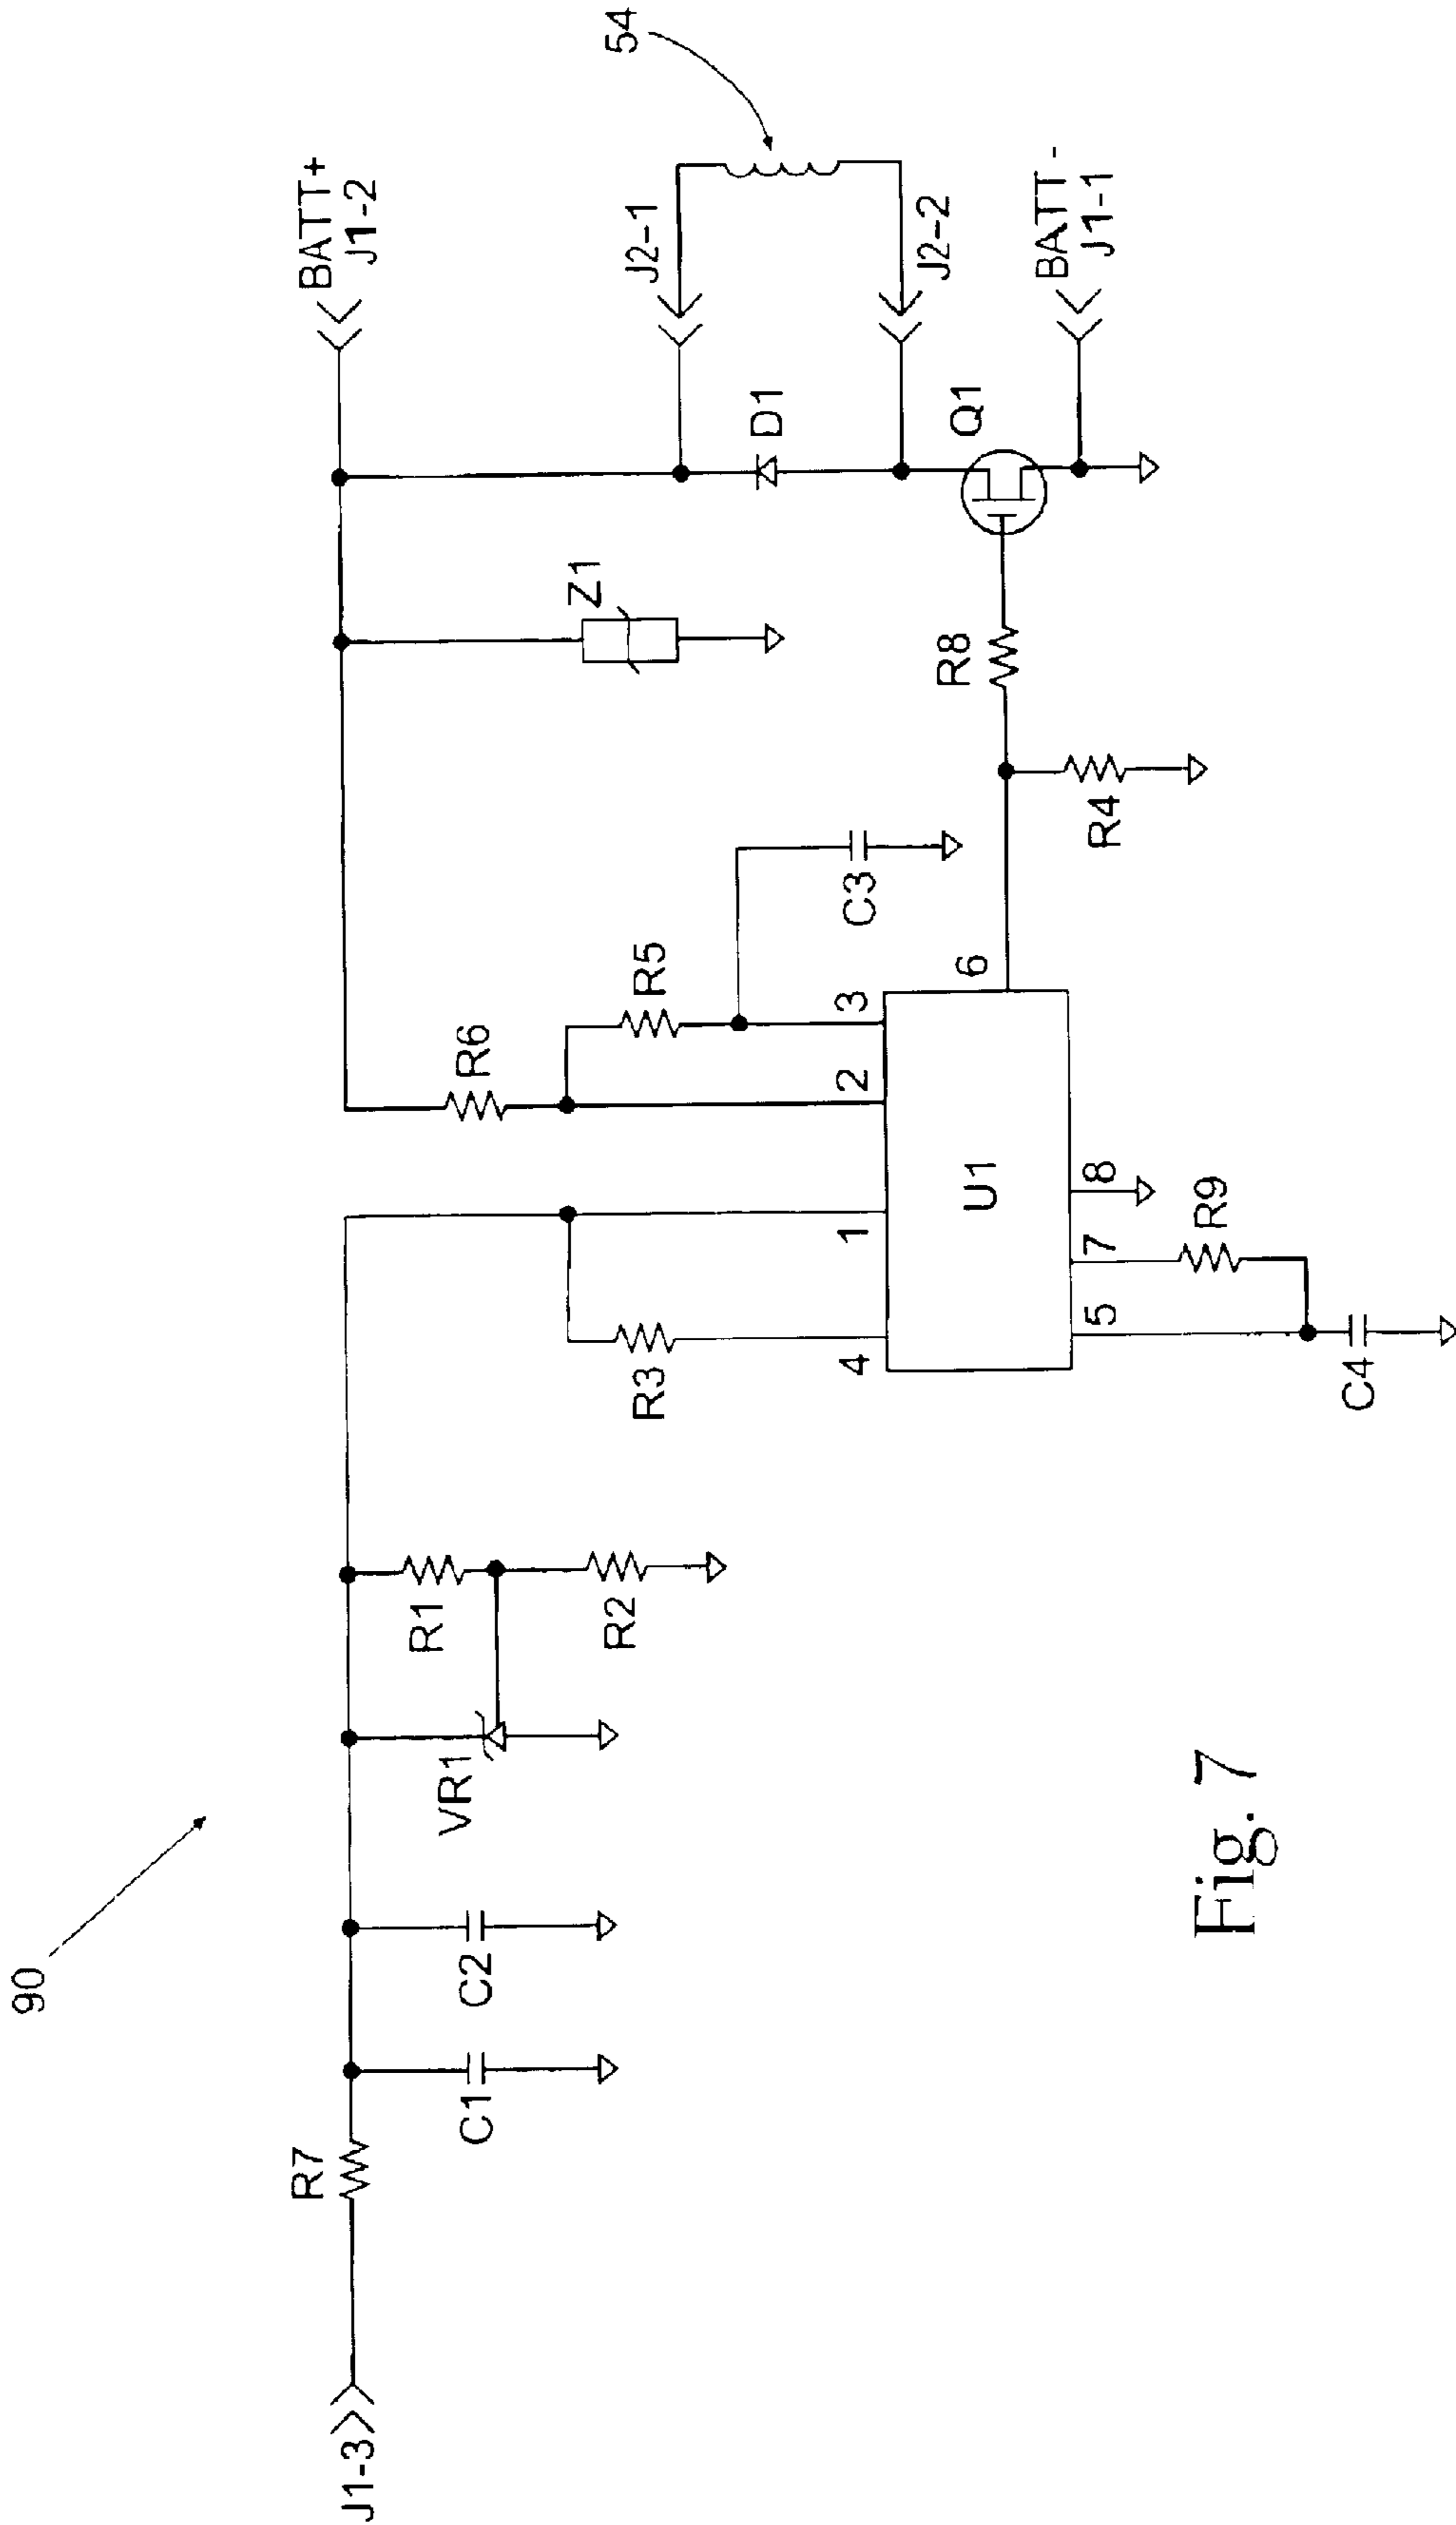 90
54
J1-3
R7
C1
C2
VR1
R1
R2
R3
R6
R5
C3
Z1
BATT+
J1-2
J2-1
D1
J2-2
Q1
BATT-
J1-1
R8
R4
4
1
2
3
U1
6
5
7
8
R9
C4
Fig. 7